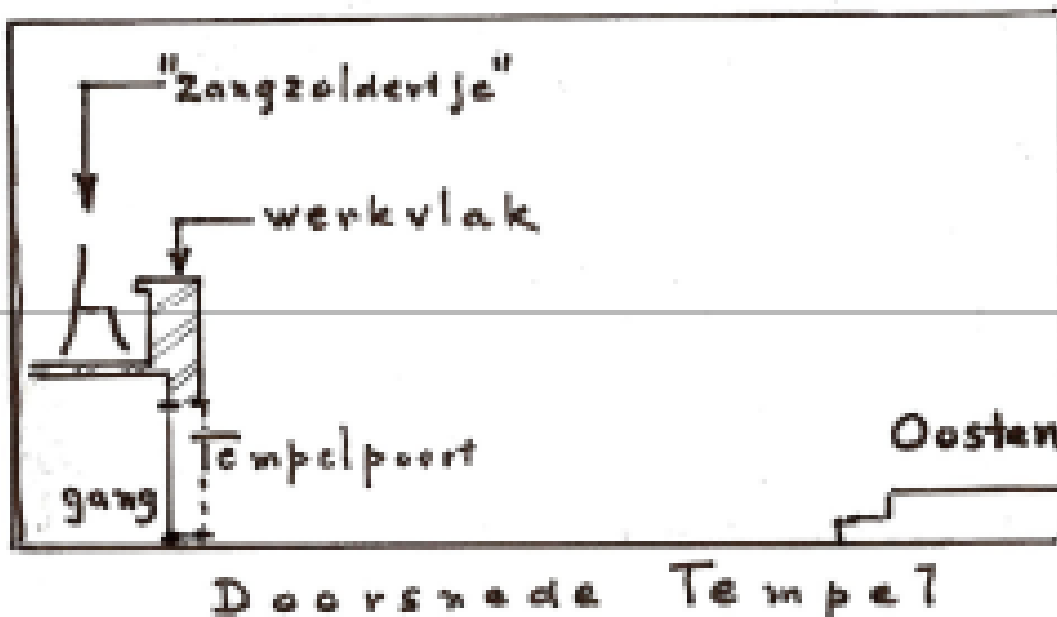 "Zangzoldertje"
werkvlak
Oosten
Tempelpoort
gang
Doorsnede Tempel